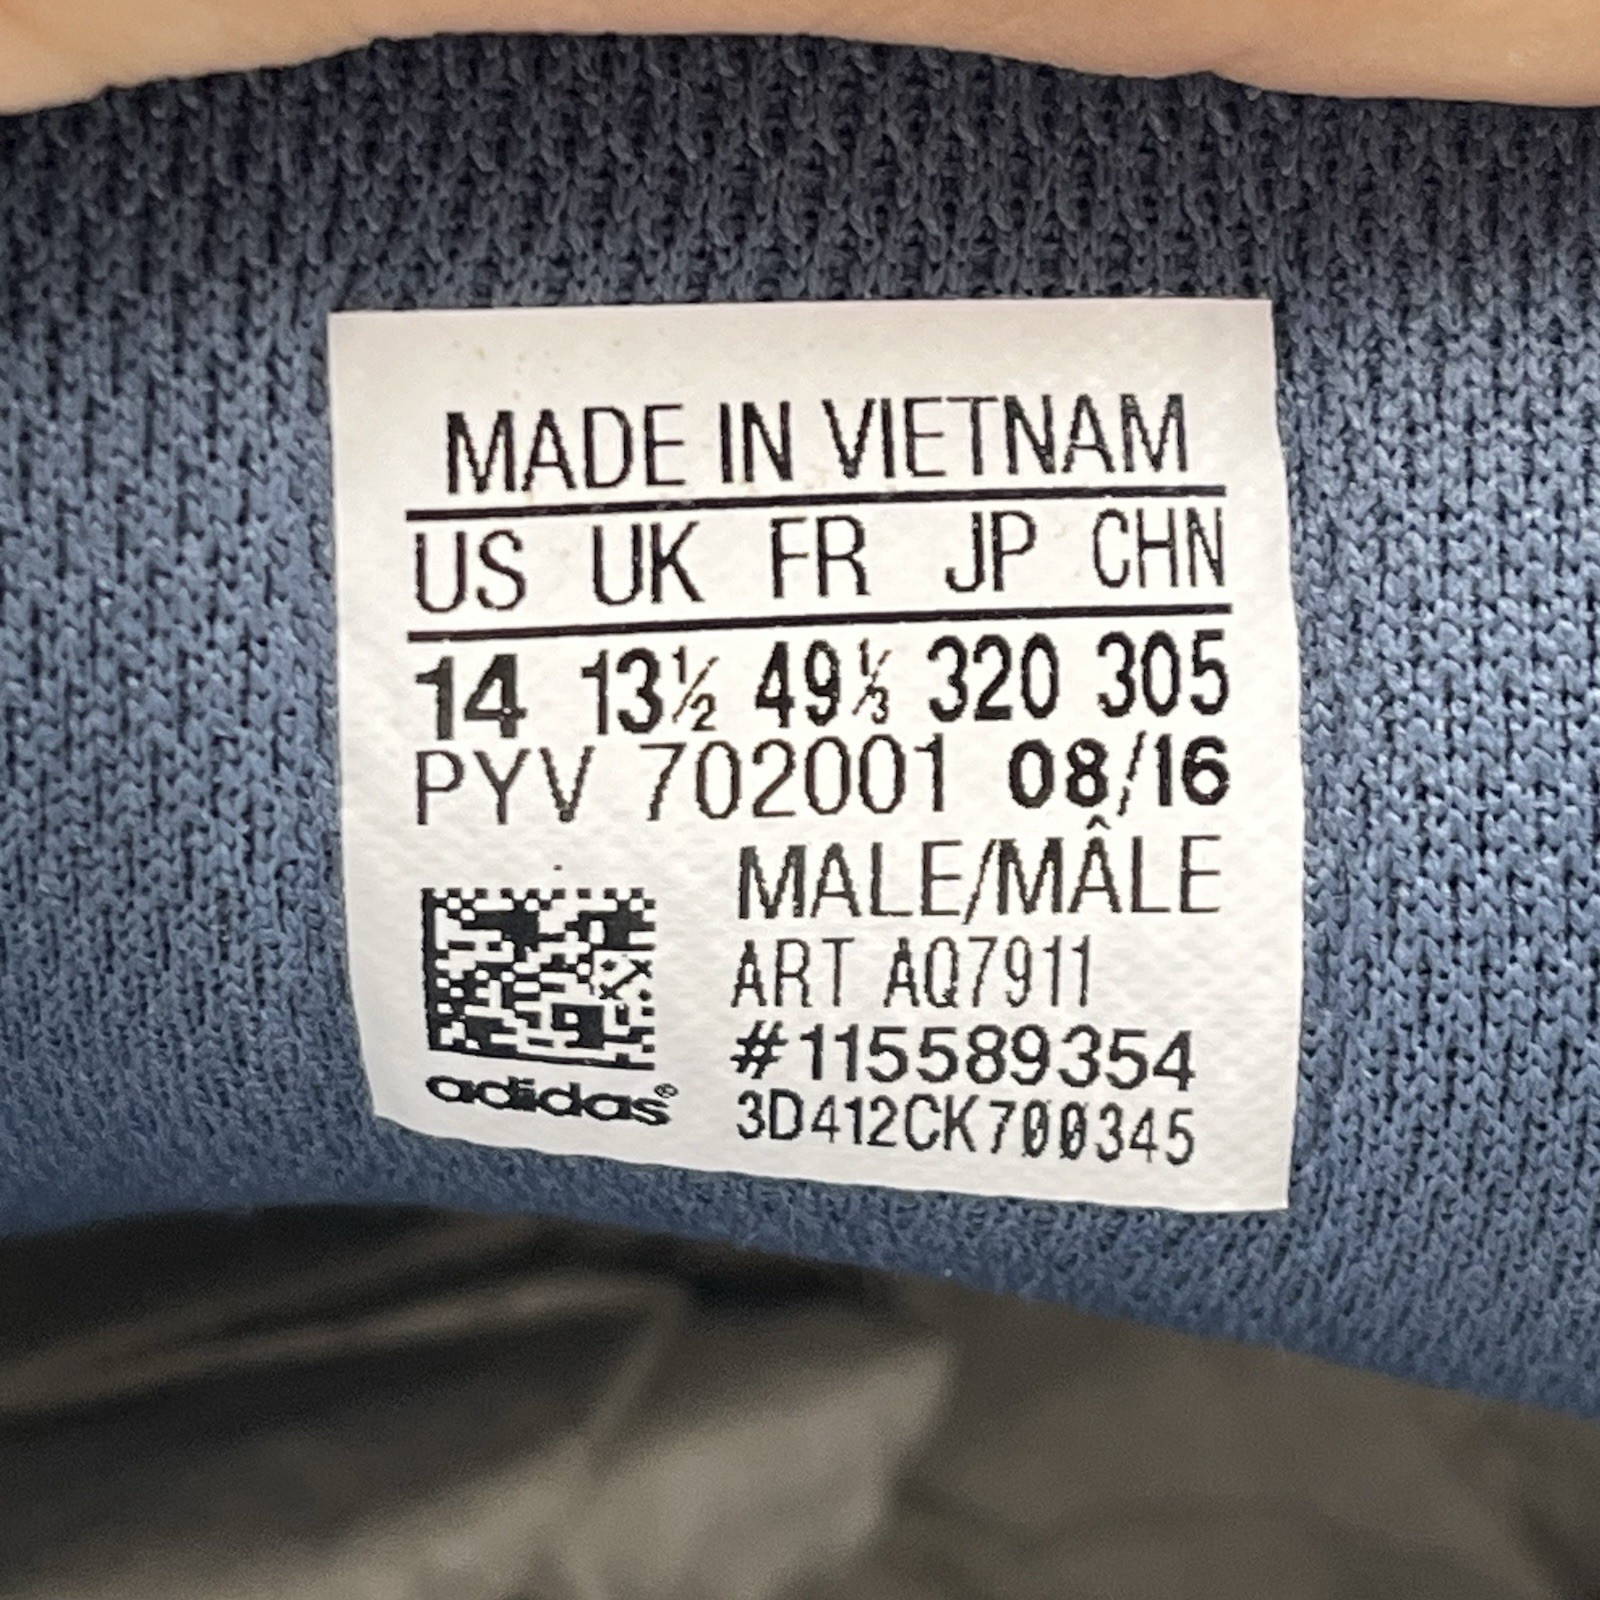 MADE IN VIETNAM
US UK FR JP CHN
14 13½ 49⅓ 320 305
PYV 702001 08/16
MALE/MÂLE
ART AQ7911
#115589354
3D412CK700345
adidas®